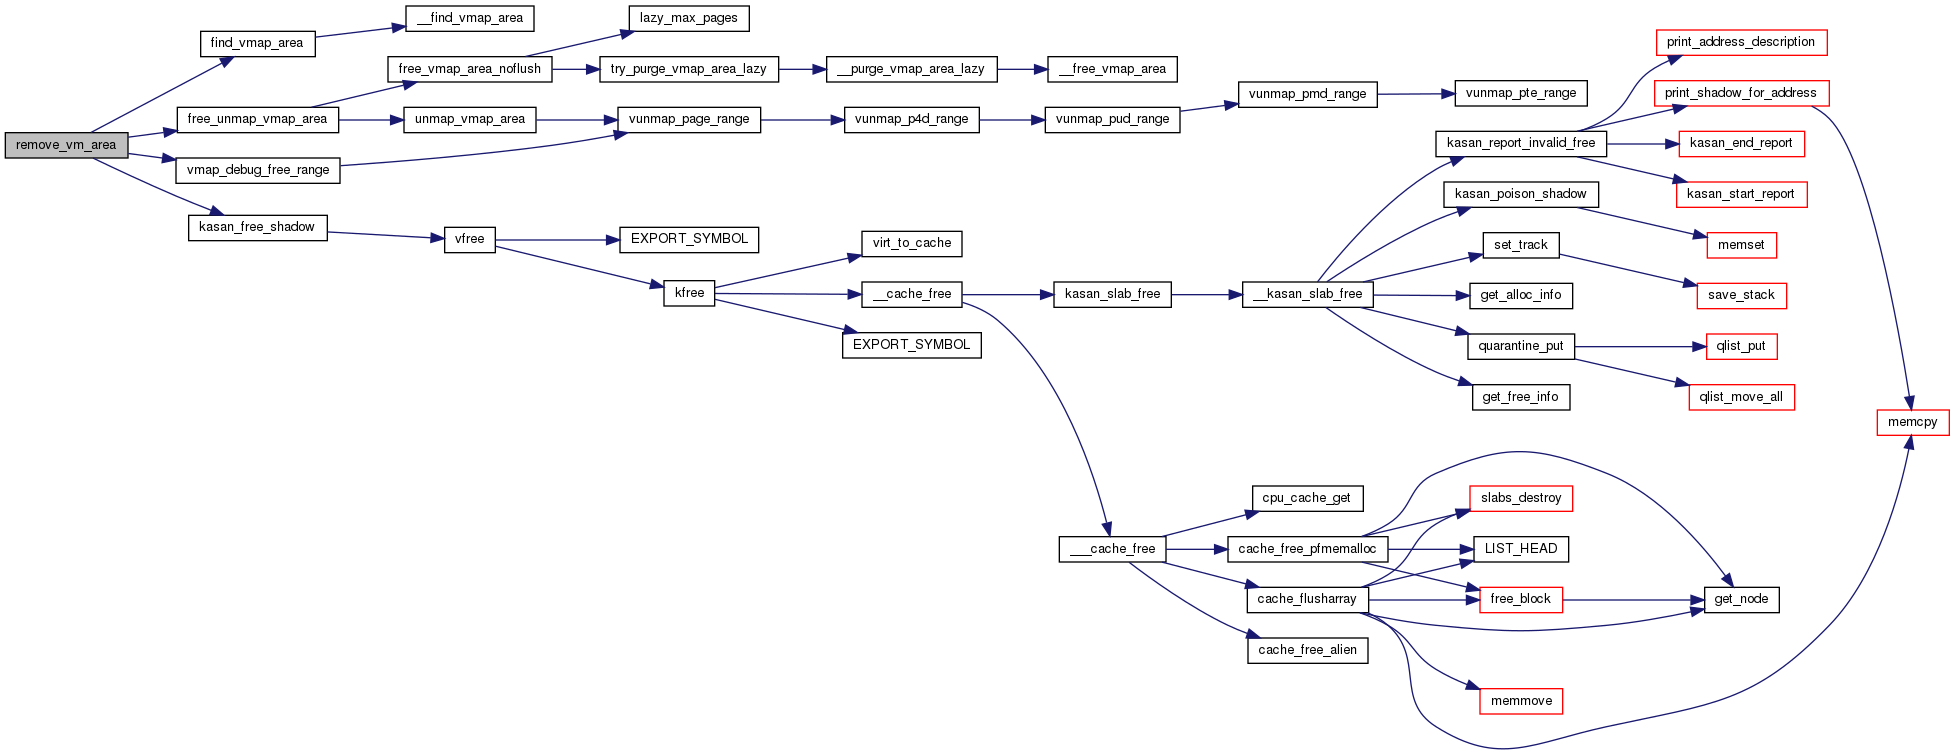 remove_vm_area
find_vmap_area
__find_vmap_area
free_unmap_vmap_area
free_vmap_area_noflush
lazy_max_pages
try_purge_vmap_area_lazy
__purge_vmap_area_lazy
__free_vmap_area
unmap_vmap_area
vunmap_page_range
vunmap_p4d_range
vunmap_pud_range
vunmap_pmd_range
vunmap_pte_range
vmap_debug_free_range
kasan_free_shadow
vfree
EXPORT_SYMBOL
kfree
virt_to_cache
__cache_free
EXPORT_SYMBOL
kasan_slab_free
__kasan_slab_free
kasan_report_invalid_free
print_address_description
print_shadow_for_address
kasan_end_report
kasan_start_report
kasan_poison_shadow
memset
set_track
save_stack
get_alloc_info
quarantine_put
qlist_put
qlist_move_all
get_free_info
memcpy
___cache_free
cpu_cache_get
cache_free_pfmemalloc
cache_flusharray
cache_free_alien
slabs_destroy
LIST_HEAD
free_block
get_node
memmove